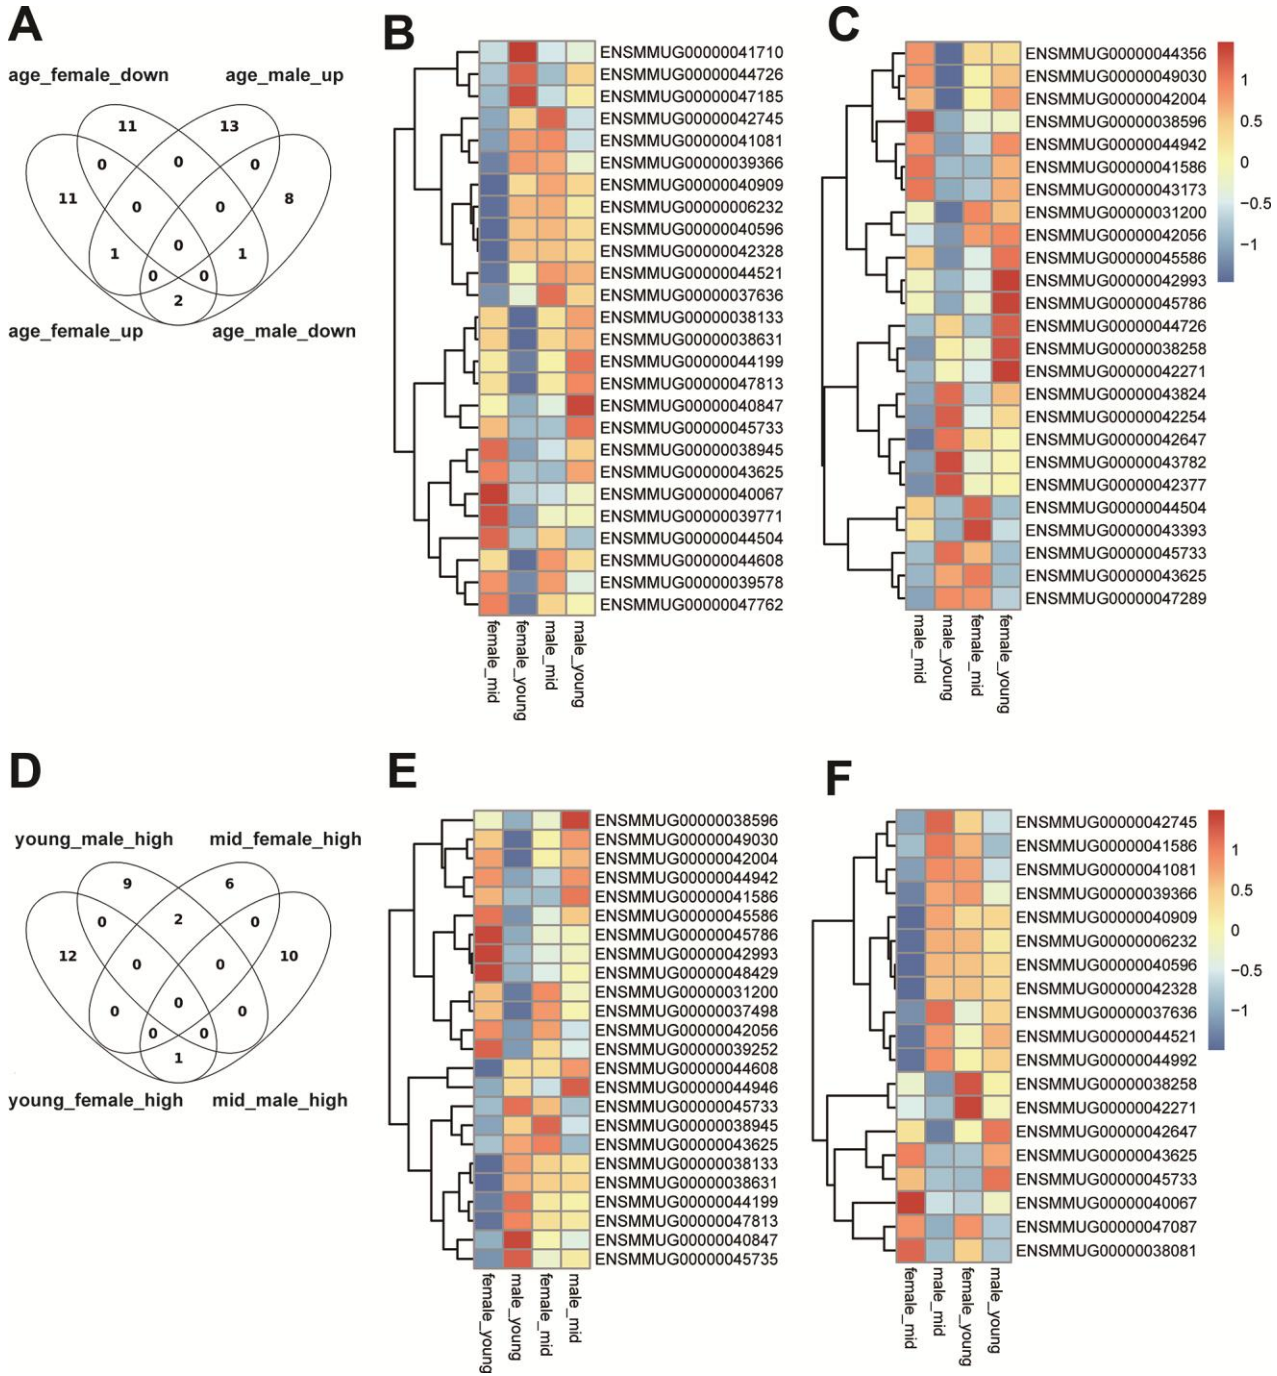 A
age_female_down
age_male_up
11
13
0
0
0
11
8
0
0
1
0
1
0
0
2
age_female_up
age_male_down
B
ENSMMUG00000041710
ENSMMUG00000044726
ENSMMUG00000047185
ENSMMUG00000042745
ENSMMUG00000041081
ENSMMUG00000039366
ENSMMUG00000040909
ENSMMUG00000006232
ENSMMUG00000040596
ENSMMUG00000042328
ENSMMUG00000044521
ENSMMUG00000037636
ENSMMUG00000038133
ENSMMUG00000038631
ENSMMUG00000044199
ENSMMUG00000047813
ENSMMUG00000040847
ENSMMUG00000045733
ENSMMUG00000038945
ENSMMUG00000043625
ENSMMUG00000040067
ENSMMUG00000039771
ENSMMUG00000044504
ENSMMUG00000044608
ENSMMUG00000039578
ENSMMUG00000047762
female_mid
female_young
male_mid
male_young
C
ENSMMUG00000044356
ENSMMUG00000049030
ENSMMUG00000042004
ENSMMUG00000038596
ENSMMUG00000044942
ENSMMUG00000041586
ENSMMUG00000043173
ENSMMUG00000031200
ENSMMUG00000042056
ENSMMUG00000045586
ENSMMUG00000042993
ENSMMUG00000045786
ENSMMUG00000044726
ENSMMUG00000038258
ENSMMUG00000042271
ENSMMUG00000043824
ENSMMUG00000042254
ENSMMUG00000042647
ENSMMUG00000043782
ENSMMUG00000042377
ENSMMUG00000044504
ENSMMUG00000043393
ENSMMUG00000045733
ENSMMUG00000043625
ENSMMUG00000047289
male_mid
male_young
female_mid
female_young
1
0.5
0
−0.5
−1
D
young_male_high
mid_female_high
9
6
0
2
0
12
10
0
0
0
0
0
0
0
1
young_female_high
mid_male_high
E
ENSMMUG00000038596
ENSMMUG00000049030
ENSMMUG00000042004
ENSMMUG00000044942
ENSMMUG00000041586
ENSMMUG00000045586
ENSMMUG00000045786
ENSMMUG00000042993
ENSMMUG00000048429
ENSMMUG00000031200
ENSMMUG00000037498
ENSMMUG00000042056
ENSMMUG00000039252
ENSMMUG00000044608
ENSMMUG00000044946
ENSMMUG00000045733
ENSMMUG00000038945
ENSMMUG00000043625
ENSMMUG00000038133
ENSMMUG00000038631
ENSMMUG00000044199
ENSMMUG00000047813
ENSMMUG00000040847
ENSMMUG00000045735
female_young
male_young
female_mid
male_mid
F
ENSMMUG00000042745
ENSMMUG00000041586
ENSMMUG00000041081
ENSMMUG00000039366
ENSMMUG00000040909
ENSMMUG00000006232
ENSMMUG00000040596
ENSMMUG00000042328
ENSMMUG00000037636
ENSMMUG00000044521
ENSMMUG00000044992
ENSMMUG00000038258
ENSMMUG00000042271
ENSMMUG00000042647
ENSMMUG00000043625
ENSMMUG00000045733
ENSMMUG00000040067
ENSMMUG00000047087
ENSMMUG00000038081
female_mid
male_mid
female_young
male_young
1
0.5
0
−0.5
−1